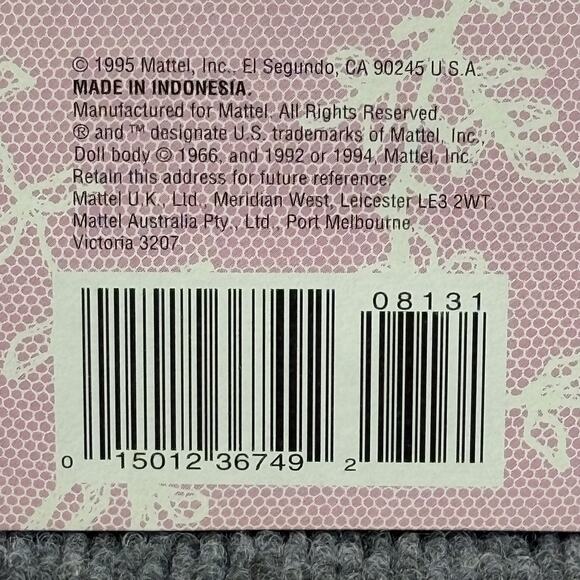 © 1995 Mattel, Inc., El Segundo, CA 90245 U.S.A.
MADE IN INDONESIA.
Manufactured for Mattel. All Rights Reserved.
® and ™ designate U.S. trademarks of Mattel, Inc.,
Doll body © 1966, and 1992 or 1994, Mattel, Inc.
Retain this address for future reference:
Mattel U.K., Ltd., Meridian West, Leicester LE3 2WT.
Mattel Australia Pty., Ltd., Port Melbourne,
Victoria 3207.
08131
0 15012 36749 2